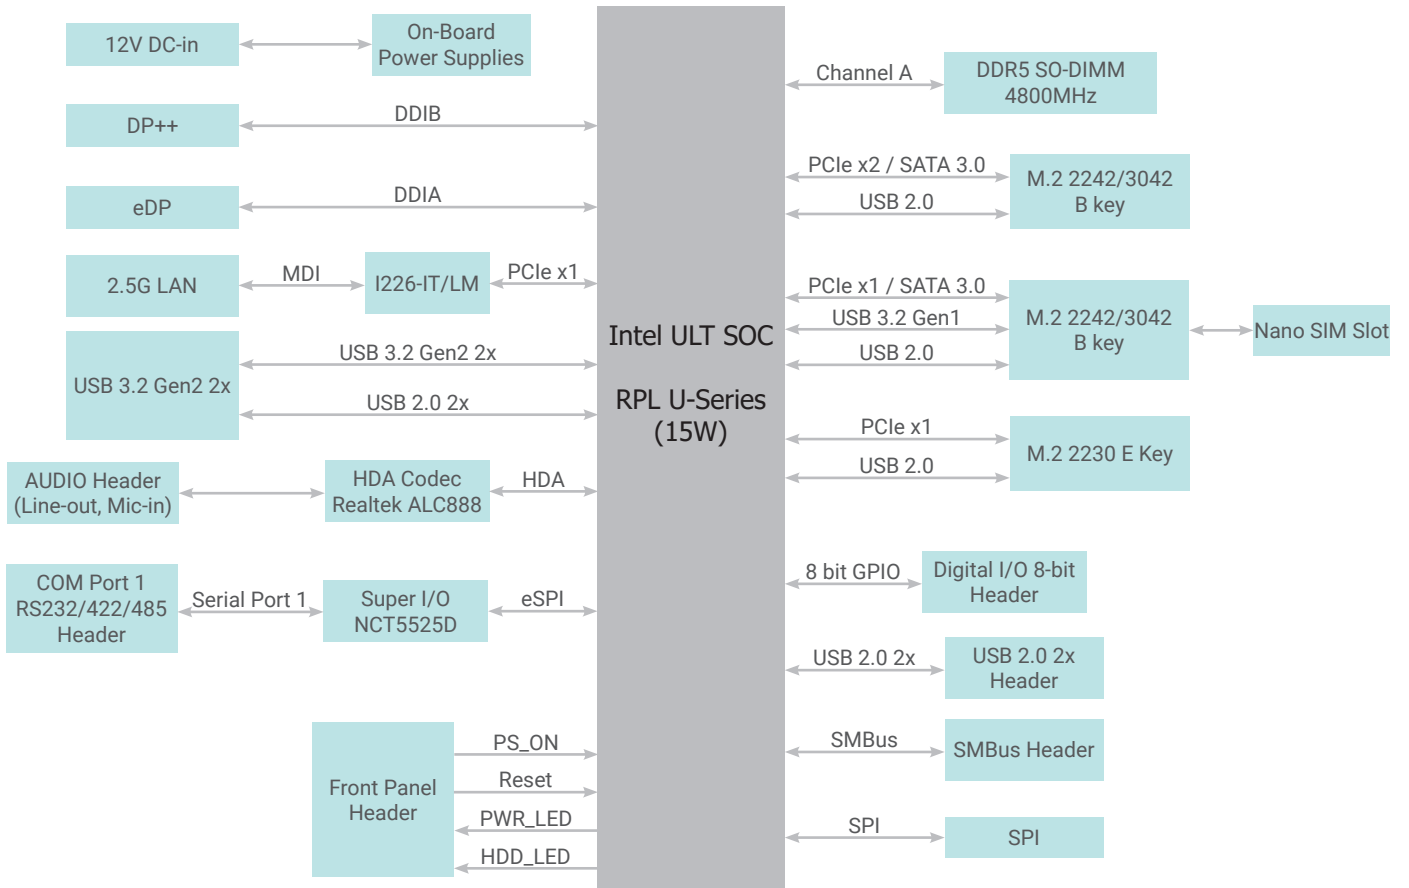 12V DC-in
On-Board
Power Supplies
DP++
DDIB
eDP
DDIA
2.5G LAN
MDI
I226-IT/LM
PCIe x1
USB 3.2 Gen2 2x
USB 3.2 Gen2 2x
USB 2.0 2x
AUDIO Header
(Line-out, Mic-in)
HDA Codec
Realtek ALC888
HDA
COM Port 1
RS232/422/485
Header
Serial Port 1
Super I/O
NCT5525D
eSPI
Front Panel
Header
PS_ON
Reset
PWR_LED
HDD_LED
Intel ULT SOC
RPL U-Series
(15W)
Channel A
DDR5 SO-DIMM
4800MHz
PCIe x2 / SATA 3.0
USB 2.0
M.2 2242/3042
B key
PCIe x1 / SATA 3.0
USB 3.2 Gen1
USB 2.0
M.2 2242/3042
B key
Nano SIM Slot
PCIe x1
USB 2.0
M.2 2230 E Key
8 bit GPIO
Digital I/O 8-bit
Header
USB 2.0 2x
USB 2.0 2x
Header
SMBus
SMBus Header
SPI
SPI